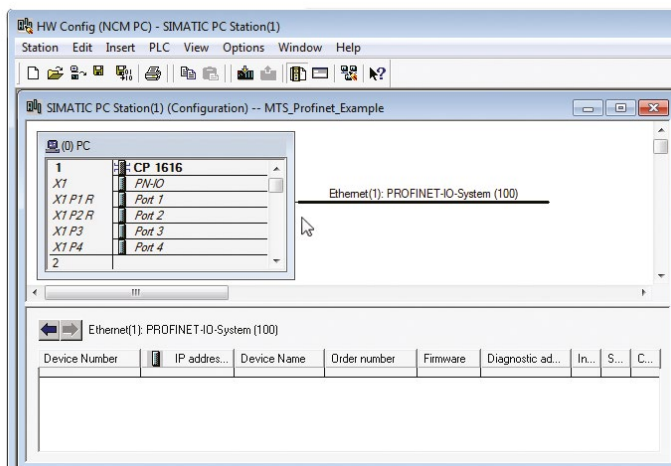 HW Config (NCM PC) - SIMATIC PC Station(1)
Station Edit Insert PLC View Options Window Help
SIMATIC PC Station(1) (Configuration) -- MTS_Profinet_Example
(0) PC
1 CP 1616
X1 PN-IO
X1 P1 R Port 1
X1 P2 R Port 2
X1 P3 Port 3
X1 P4 Port 4
2
Ethernet(1): PROFINET-IO-System (100)
Ethernet(1): PROFINET-IO-System (100)
Device Number IP addres... Device Name Order number Firmware Diagnostic ad... In... S... C...